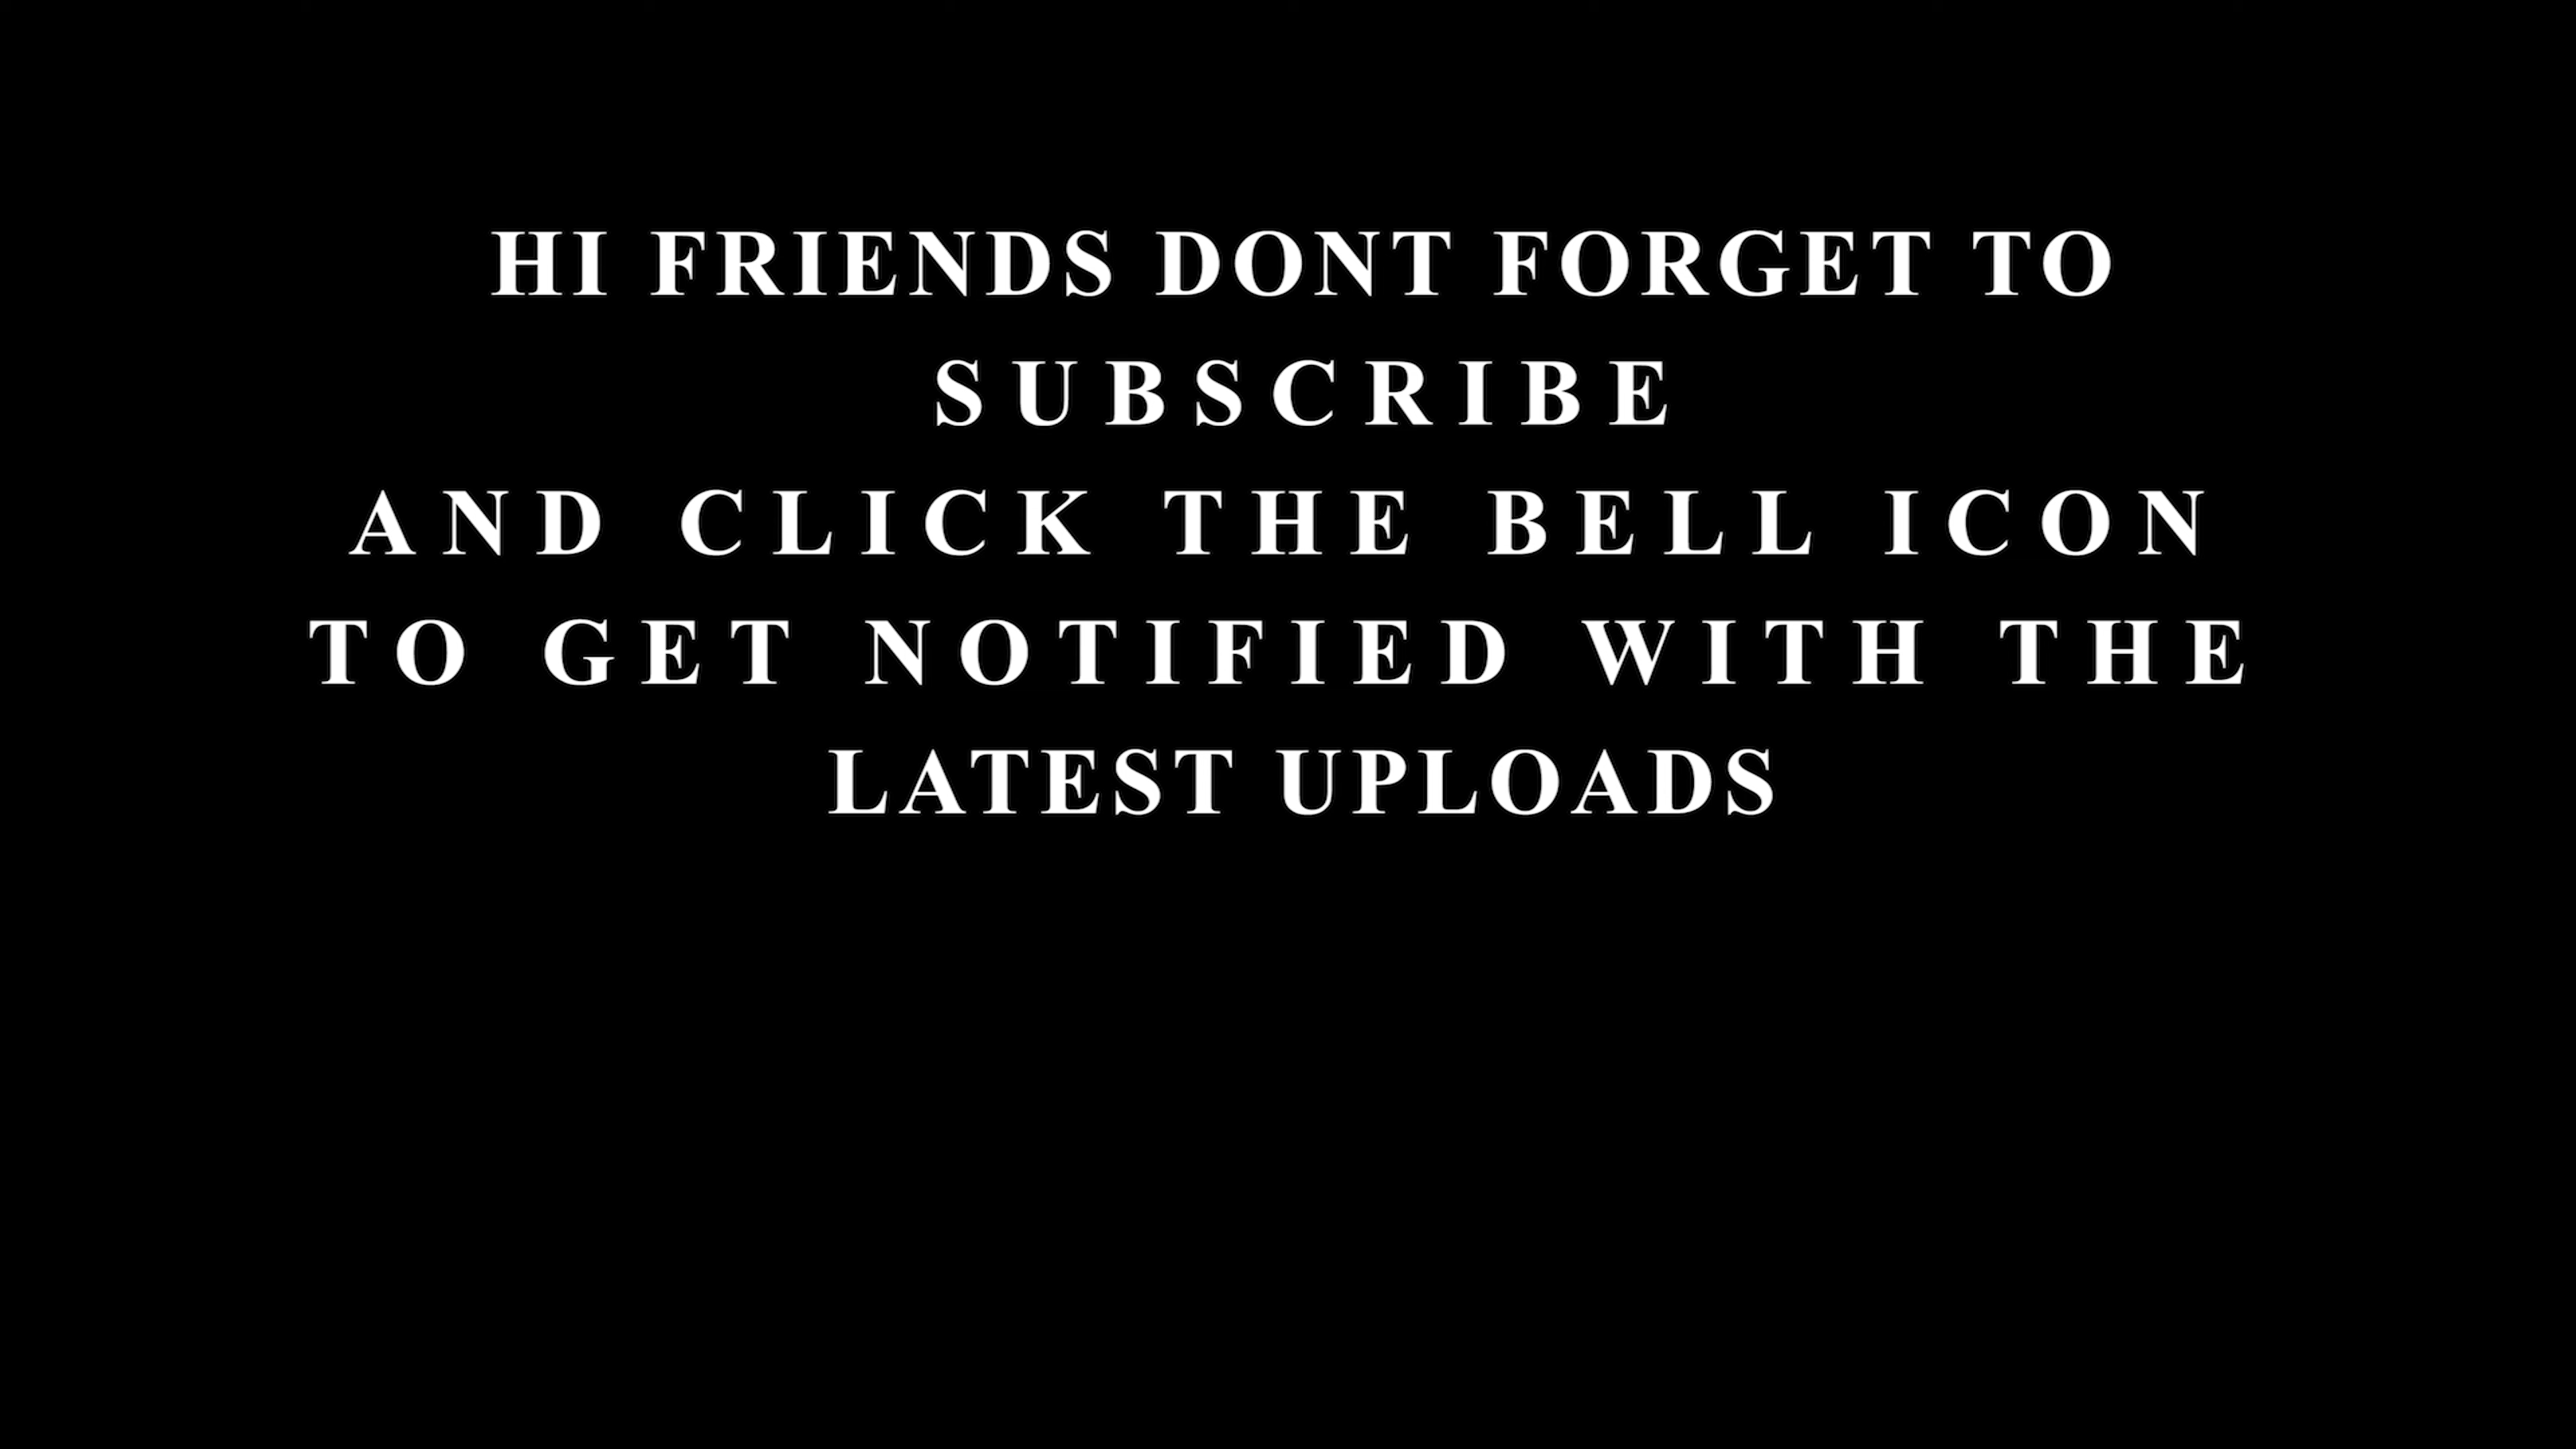 HI FRIENDS DONT FORGET TO
SUBSCRIBE
AND CLICK THE BELL ICON
TO GET NOTIFIED WITH THE
LATEST UPLOADS